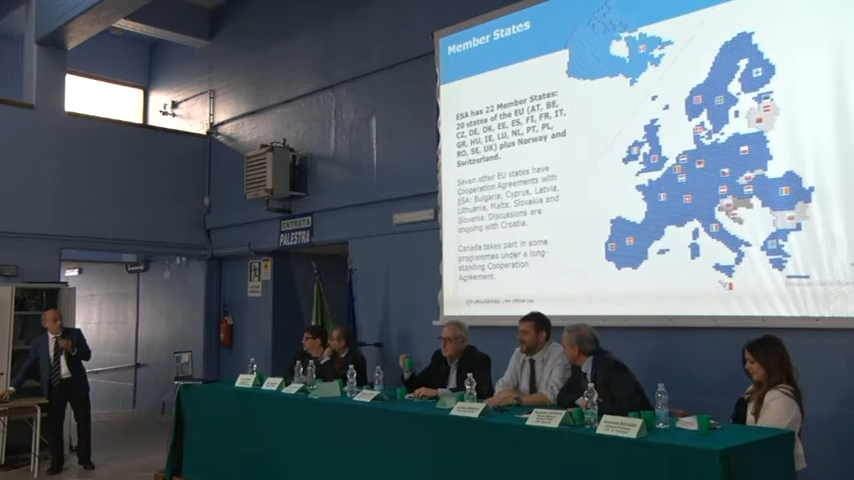 Member States
ESA has 22 Member States:
20 states of the EU (AT, BE,
CZ, DE, DK, EE, ES, FI, FR, IT,
GR, HU, IE, LU, NL, PT, PL,
RO, SE, UK) plus Norway and
Switzerland.
Seven other EU states have
Cooperation Agreements with
ESA: Bulgaria, Cyprus, Latvia,
Lithuania, Malta, Slovakia and
Slovenia. Discussions are
ongoing with Croatia.
Canada takes part in some
programmes under a long-
standing Cooperation
Agreement.
ENTRATA
PALESTRA